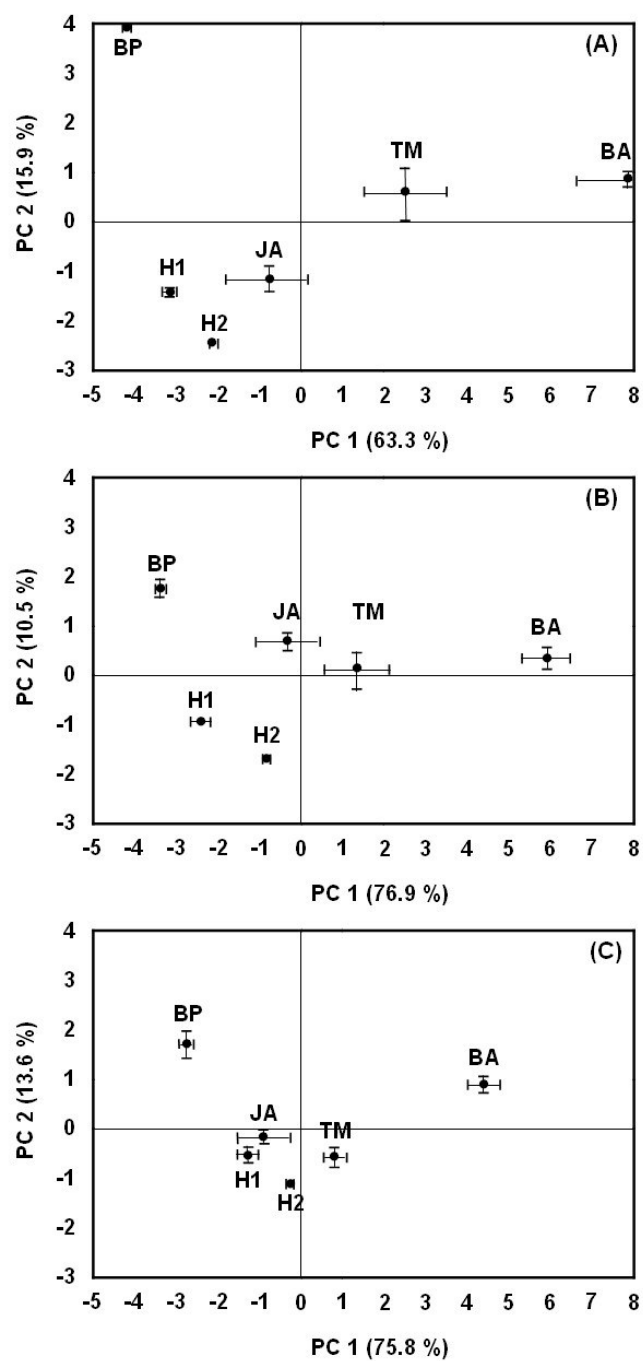 4
(A)
BP
3
2
TM
BA
1
PC 2 (15.9 %)
0
H1
JA
-1
H2
-2
-3
-5 -4 -3 -2 -1 0 1 2 3 4 5 6 7 8
PC 1 (63.3 %)
4
(B)
3
BP
2
JA
TM
BA
1
PC 2 (10.5 %)
0
H1
H2
-1
-2
-3
-5 -4 -3 -2 -1 0 1 2 3 4 5 6 7 8
PC 1 (76.9 %)
4
(C)
3
BP
2
BA
1
PC 2 (13.6 %)
JA
TM
0
H1
H2
-1
-2
-3
-5 -4 -3 -2 -1 0 1 2 3 4 5 6 7 8
PC 1 (75.8 %)